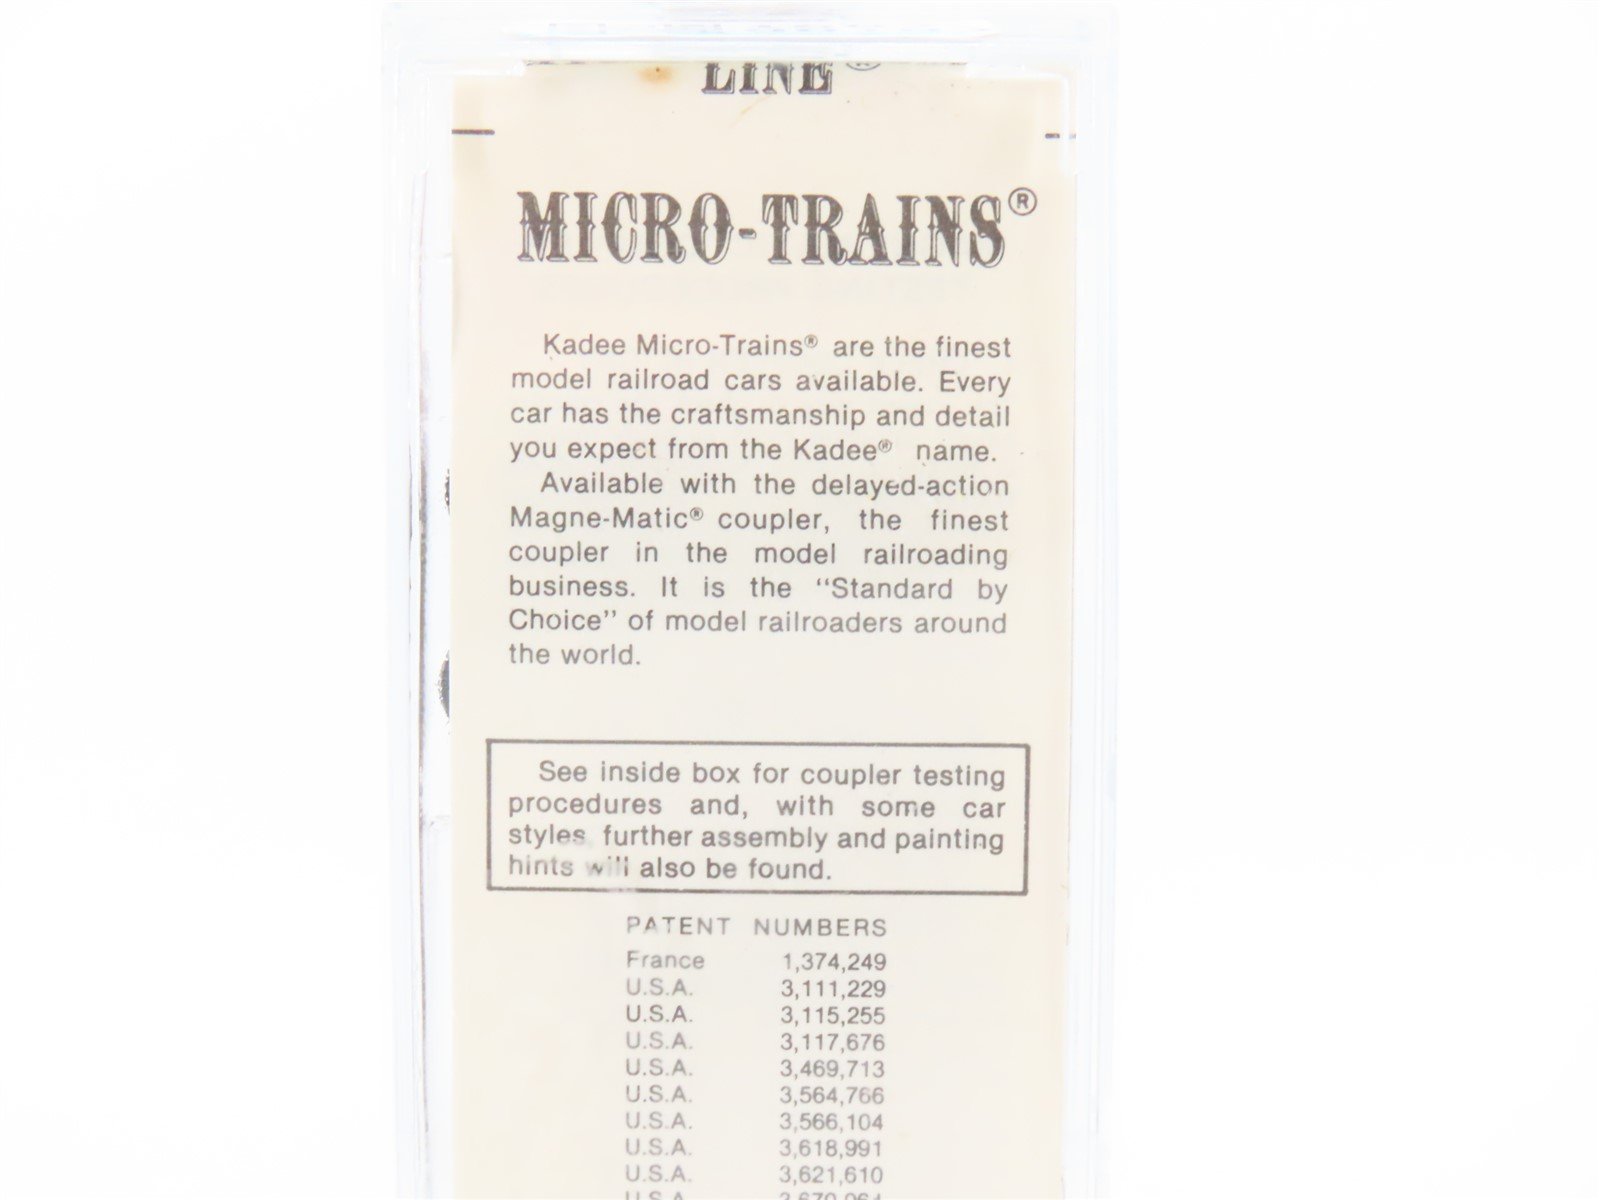 LINE®
MICRO-TRAINS®
Kadee Micro-Trains® are the finest
model railroad cars available. Every
car has the craftsmanship and detail
you expect from the Kadee® name.
Available with the delayed-action
Magne-Matic® coupler, the finest
coupler in the model railroading
business. It is the "Standard by
Choice" of model railroaders around
the world.
See inside box for coupler testing
procedures and, with some car
styles, further assembly and painting
hints will also be found.
PATENT NUMBERS
France 1,374,249
U.S.A. 3,111,229
U.S.A. 3,115,255
U.S.A. 3,117,676
U.S.A. 3,469,713
U.S.A. 3,564,766
U.S.A. 3,566,104
U.S.A. 3,618,991
U.S.A. 3,621,610
U.S.A.